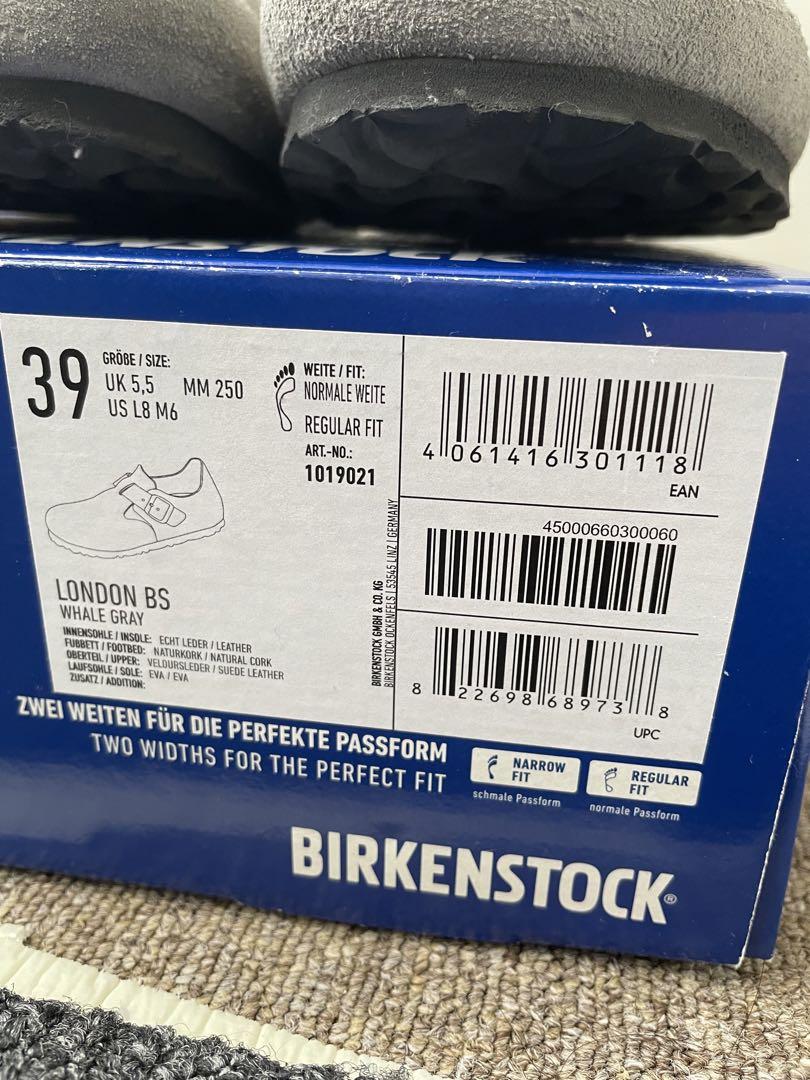 39
GRÖBE / SIZE:
UK 5,5 MM 250
US L8 M6
WEITE / FIT:
NORMALE WEITE
REGULAR FIT
ART.-NO.:
1019021
LONDON BS
WHALE GRAY
INNENSOHLE / INSOLE: ECHT LEDER / LEATHER
FUBBETT / FOOTBED: NATURKORK / NATURAL CORK
OBERTEIL / UPPER: VELOURSLEDER / SUEDE LEATHER
LAUFSOHLE / SOLE: EVA / EVA
ZUSATZ / ADDITION:
BIRKENSTOCK GMBH & CO. KG
BIRKENSTOCK OCKENFELS | 53545 LINZ | GERMANY
4 061416 301118
EAN
45000660300060
8 22698 68973 8
UPC
ZWEI WEITEN FÜR DIE PERFEKTE PASSFORM
TWO WIDTHS FOR THE PERFECT FIT
NARROW
FIT
schmale Passform
REGULAR
FIT
normale Passform
BIRKENSTOCK®